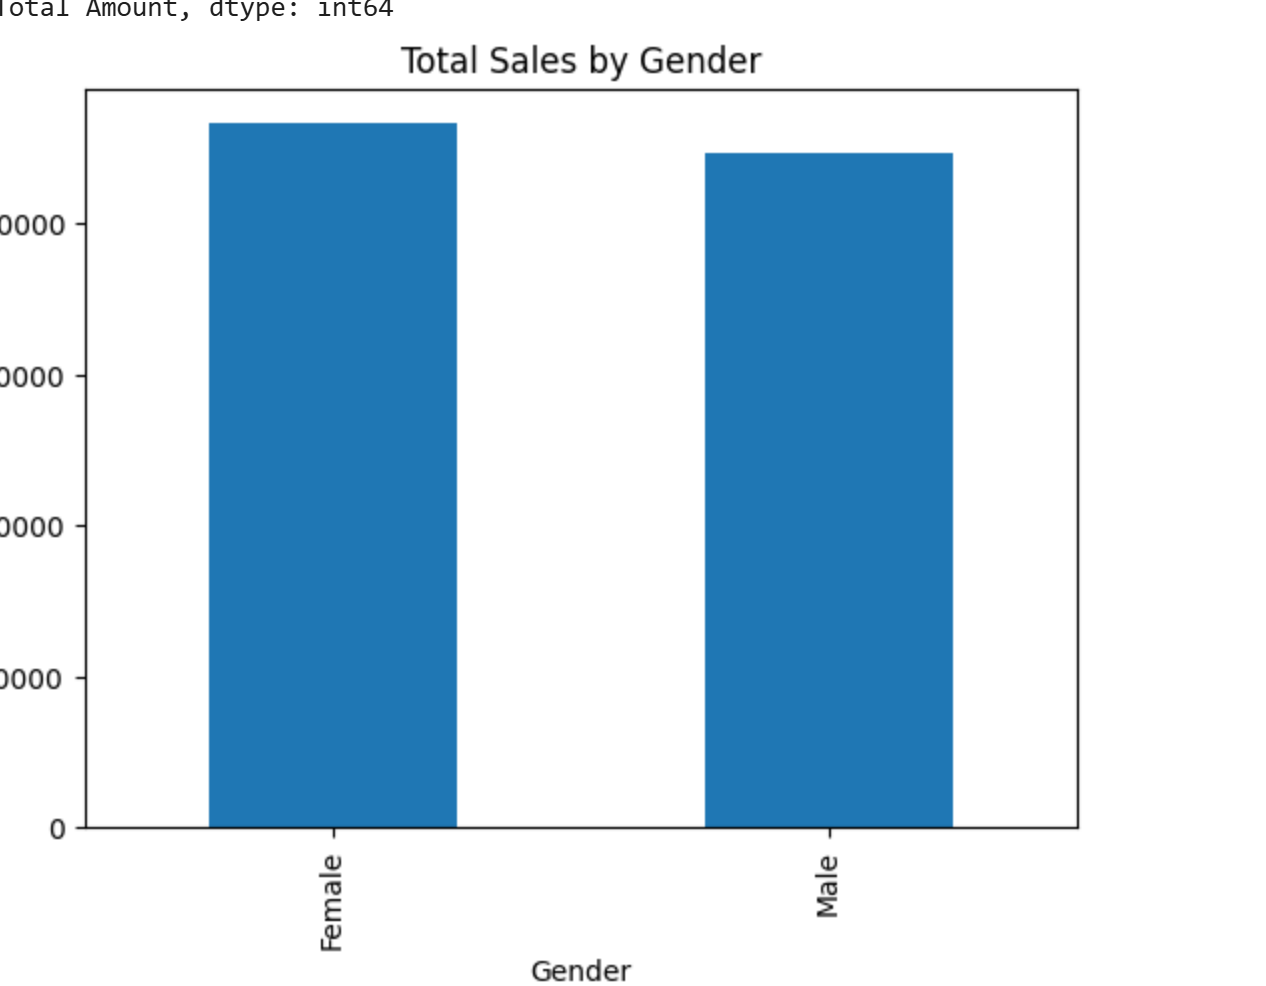 Total Amount, dtype: int64
Total Sales by Gender
0000
0000
0000
0000
0
Female
Male
Gender